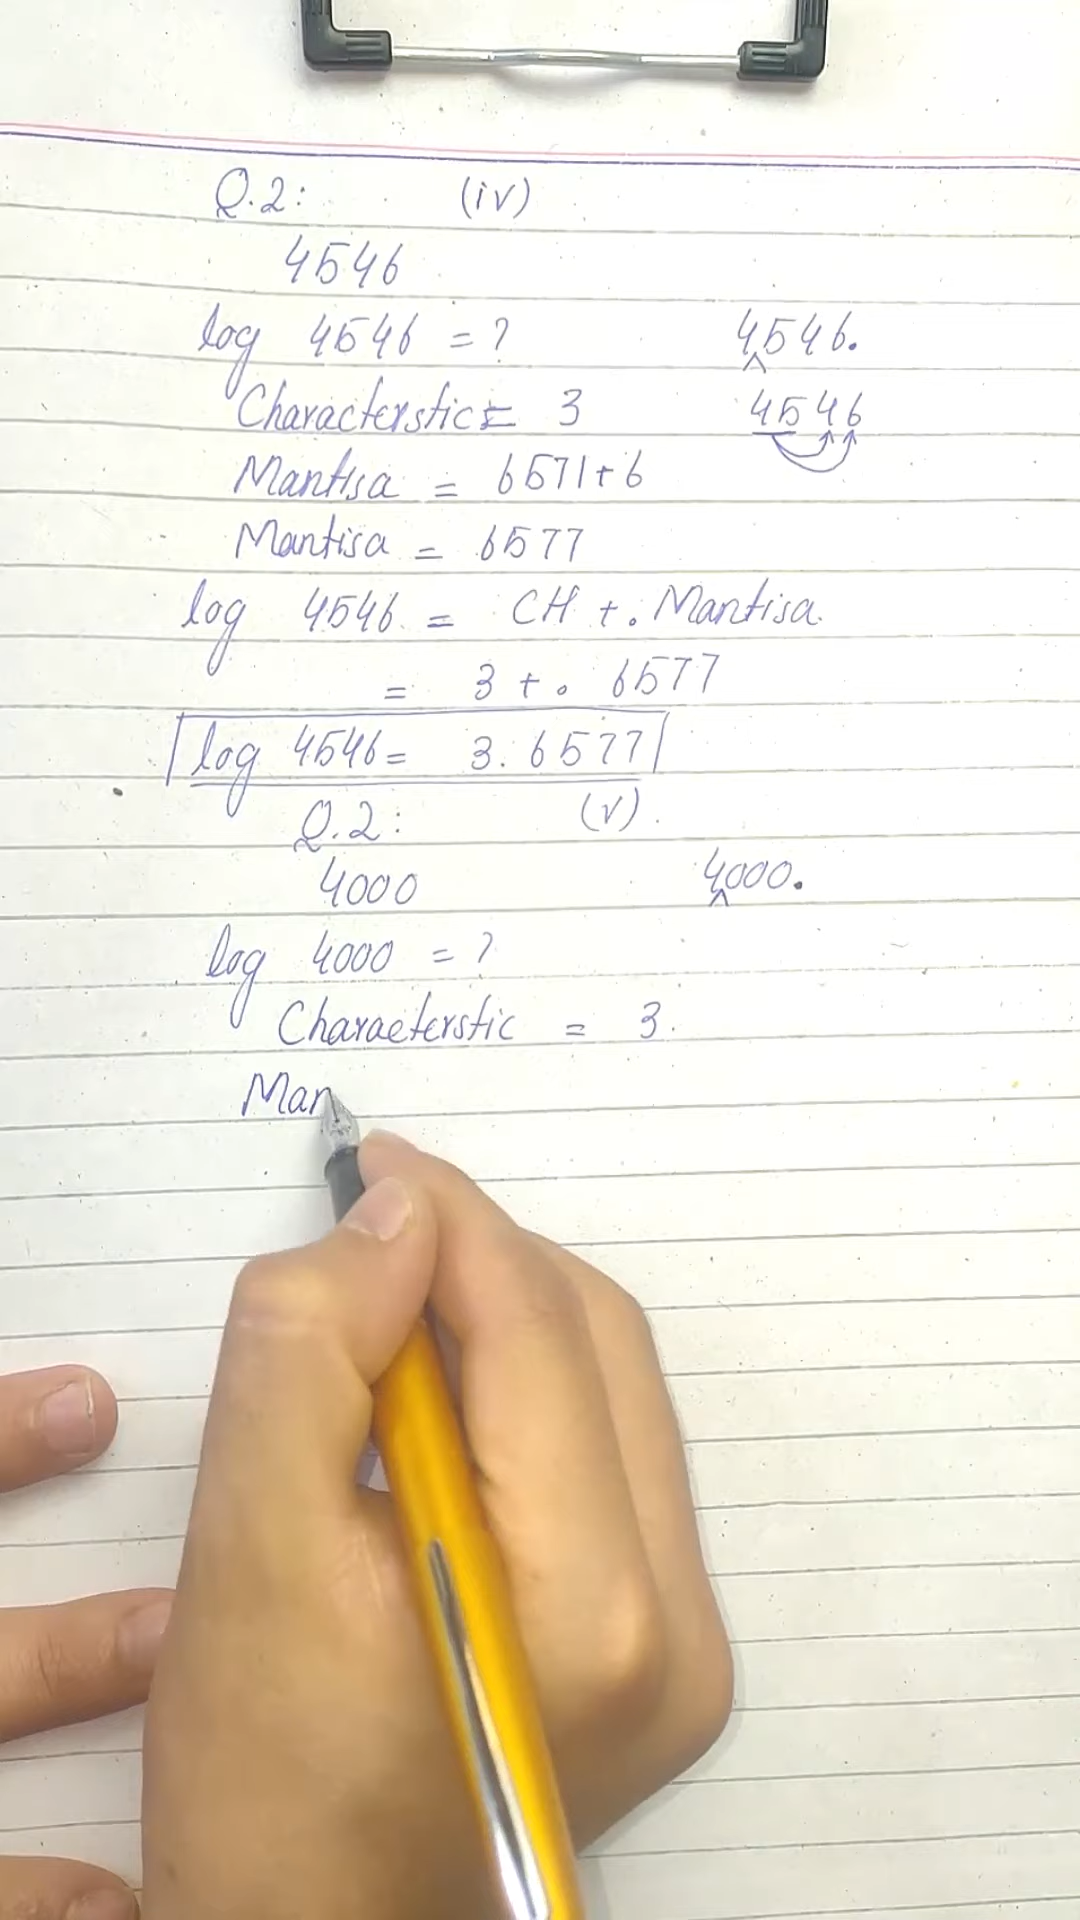 Q.2: (iv)
4546
log 4546 = ? 4546.
Characterstic = 3 4546
Mantisa = 6571+6
Mantisa = 6577
log 4546 = CH + . Mantisa.
= 3 + . 6577
log 4546 = 3.6577
Q.2: (v).
4000 4000.
log 4000 = ?
Characterstic = 3.
Man